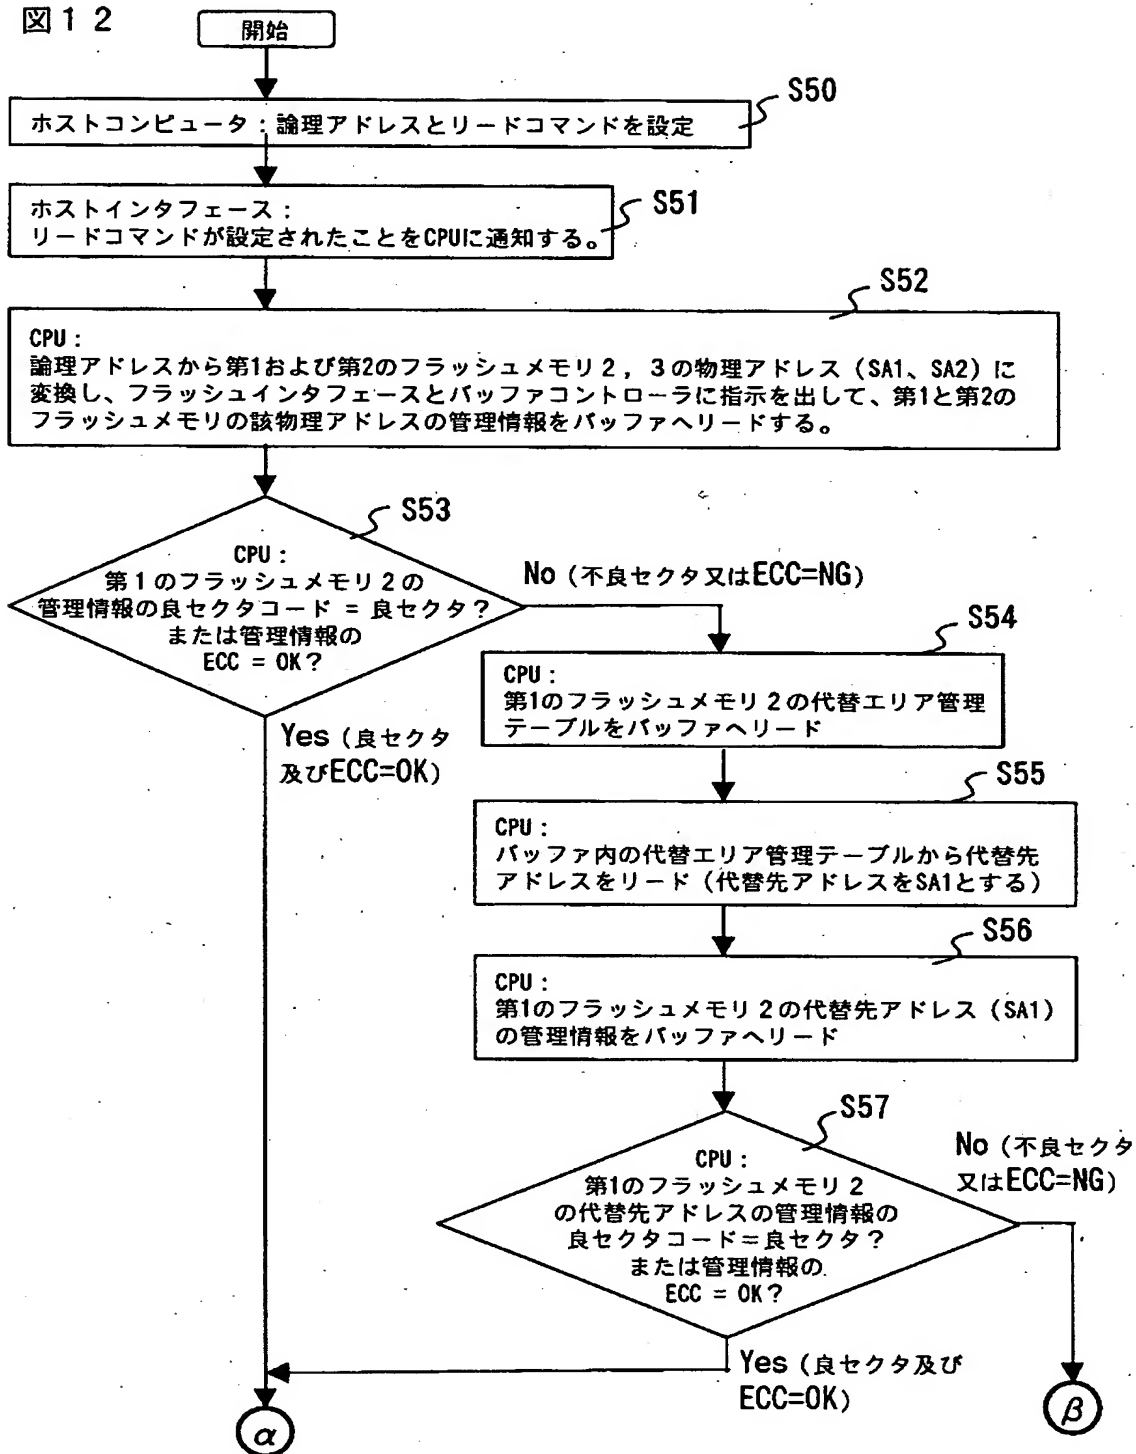 図12
開始
S50
ホストコンピュータ：論理アドレスとリードコマンドを設定
S51
ホストインタフェース：
リードコマンドが設定されたことをCPUに通知する。
S52
CPU：
論理アドレスから第1および第2のフラッシュメモリ2，3の物理アドレス（SA1、SA2）に
変換し、フラッシュインタフェースとバッファコントローラに指示を出して、第1と第2の
フラッシュメモリの該物理アドレスの管理情報をバッファへリードする。
S53
CPU：
第1のフラッシュメモリ2の
管理情報の良セクタコード = 良セクタ？
または管理情報の
ECC = OK？
No（不良セクタ又はECC=NG）
Yes（良セクタ
及びECC=OK）
S54
CPU：
第1のフラッシュメモリ2の代替エリア管理
テーブルをバッファへリード
S55
CPU：
バッファ内の代替エリア管理テーブルから代替先
アドレスをリード（代替先アドレスをSA1とする）
S56
CPU：
第1のフラッシュメモリ2の代替先アドレス（SA1）
の管理情報をバッファへリード
S57
CPU：
第1のフラッシュメモリ2
の代替先アドレスの管理情報の
良セクタコード＝良セクタ？
または管理情報の
ECC = OK？
No（不良セクタ
又はECC=NG）
Yes（良セクタ及び
ECC=OK）
α
β